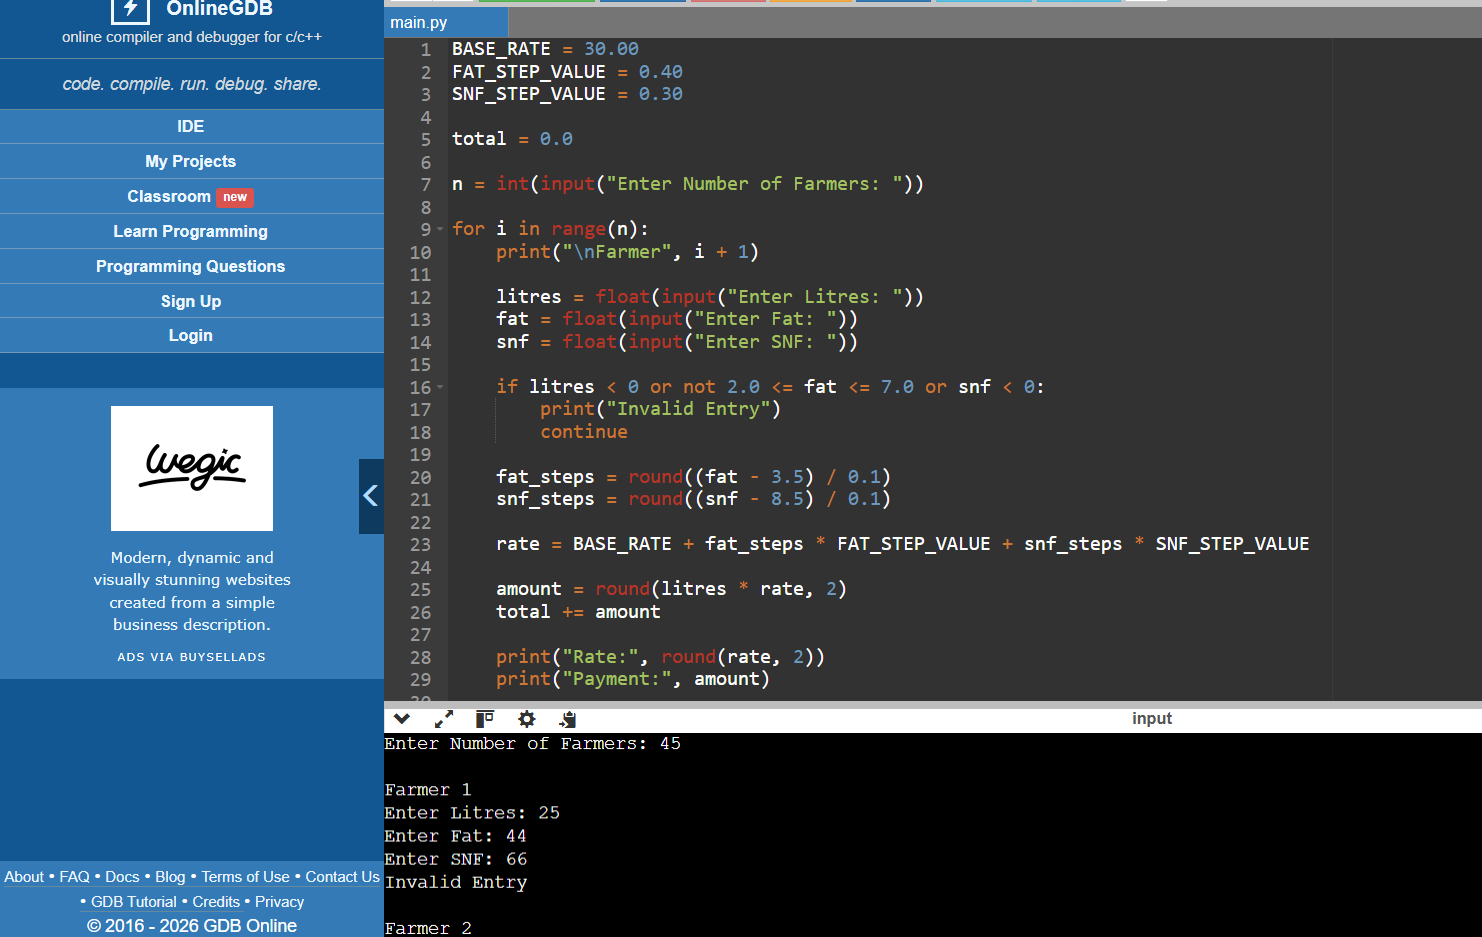 OnlineGDB
online compiler and debugger for c/c++
code. compile. run. debug. share.
IDE
My Projects
Classroom new
Learn Programming
Programming Questions
Sign Up
Login
wegic
Modern, dynamic and
visually stunning websites
created from a simple
business description.
ADS VIA BUYSELLADS
About • FAQ • Docs • Blog • Terms of Use • Contact Us
• GDB Tutorial • Credits • Privacy
© 2016 - 2026 GDB Online
main.py
1 BASE_RATE = 30.00
2 FAT_STEP_VALUE = 0.40
3 SNF_STEP_VALUE = 0.30
4
5 total = 0.0
6
7 n = int(input("Enter Number of Farmers: "))
8
9 for i in range(n):
10     print("\nFarmer", i + 1)
11
12     litres = float(input("Enter Litres: "))
13     fat = float(input("Enter Fat: "))
14     snf = float(input("Enter SNF: "))
15
16     if litres < 0 or not 2.0 <= fat <= 7.0 or snf < 0:
17         print("Invalid Entry")
18         continue
19
20     fat_steps = round((fat - 3.5) / 0.1)
21     snf_steps = round((snf - 8.5) / 0.1)
22
23     rate = BASE_RATE + fat_steps * FAT_STEP_VALUE + snf_steps * SNF_STEP_VALUE
24
25     amount = round(litres * rate, 2)
26     total += amount
27
28     print("Rate:", round(rate, 2))
29     print("Payment:", amount)
input
Enter Number of Farmers: 45
Farmer 1
Enter Litres: 25
Enter Fat: 44
Enter SNF: 66
Invalid Entry
Farmer 2